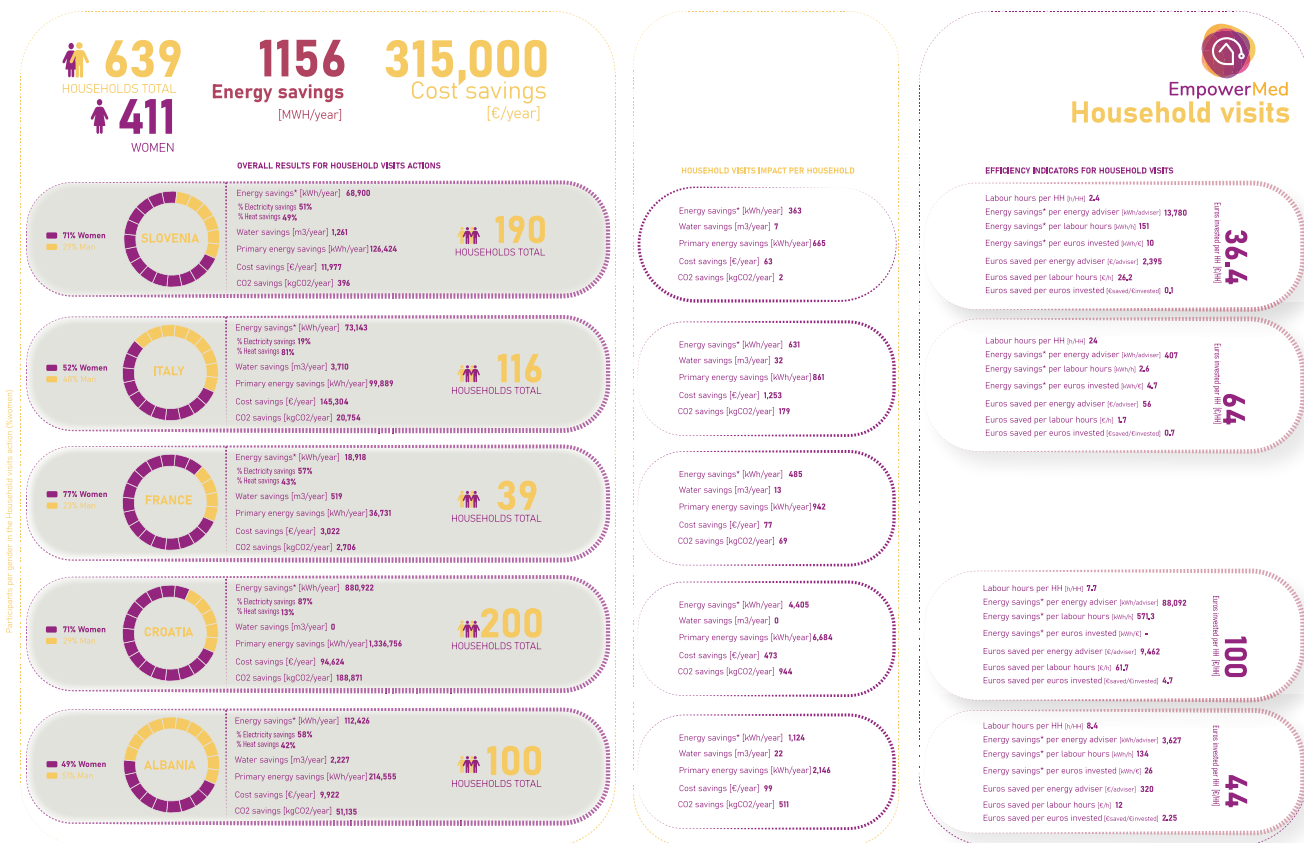 639
HOUSEHOLDS TOTAL
411
WOMEN
1156
Energy savings
[MWH/year]
315,000
Cost savings
[€/year]
EmpowerMed
Household visits
Participants per gender in the Household visits action (%women)
OVERALL RESULTS FOR HOUSEHOLD VISITS ACTIONS
71% Women
29% Man
SLOVENIA
Energy savings* [kWh/year] 68,900
% Electricity savings 51%
% Heat savings 49%
Water savings [m3/year] 1,261
Primary energy savings [kWh/year] 126,424
Cost savings [€/year] 11,977
CO2 savings [kgCO2/year] 396
190
HOUSEHOLDS TOTAL
52% Women
48% Man
ITALY
Energy savings* [kWh/year] 73,143
% Electricity savings 19%
% Heat savings 81%
Water savings [m3/year] 3,710
Primary energy savings [kWh/year] 99,889
Cost savings [€/year] 145,304
CO2 savings [kgCO2/year] 20,754
116
HOUSEHOLDS TOTAL
77% Women
23% Man
FRANCE
Energy savings* [kWh/year] 18,918
% Electricity savings 57%
% Heat savings 43%
Water savings [m3/year] 519
Primary energy savings [kWh/year] 36,731
Cost savings [€/year] 3,022
CO2 savings [kgCO2/year] 2,706
39
HOUSEHOLDS TOTAL
71% Women
29% Man
CROATIA
Energy savings* [kWh/year] 880,922
% Electricity savings 87%
% Heat savings 13%
Water savings [m3/year] 0
Primary energy savings [kWh/year] 1,336,756
Cost savings [€/year] 94,624
CO2 savings [kgCO2/year] 188,871
200
HOUSEHOLDS TOTAL
49% Women
Man
ALBANIA
Energy savings* [kWh/year] 112,426
% Electricity savings 58%
% Heat savings 42%
Water savings [m3/year] 2,227
Primary energy savings [kWh/year] 214,555
Cost savings [€/year] 9,922
CO2 savings [kgCO2/year] 51,135
100
HOUSEHOLDS TOTAL
HOUSEHOLD VISITS IMPACT PER HOUSEHOLD
Energy savings* [kWh/year] 363
Water savings [m3/year] 7
Primary energy savings [kWh/year] 665
Cost savings [€/year] 63
CO2 savings [kgCO2/year] 2
Energy savings* [kWh/year] 631
Water savings [m3/year] 32
Primary energy savings [kWh/year] 861
Cost savings [€/year] 1,253
CO2 savings [kgCO2/year] 179
Energy savings* [kWh/year] 485
Water savings [m3/year] 13
Primary energy savings [kWh/year] 942
Cost savings [€/year] 77
CO2 savings [kgCO2/year] 69
Energy savings* [kWh/year] 4,405
Water savings [m3/year] 0
Primary energy savings [kWh/year] 6,684
Cost savings [€/year] 473
CO2 savings [kgCO2/year] 944
Energy savings* [kWh/year] 1,124
Water savings [m3/year] 22
Primary energy savings [kWh/year] 2,146
Cost savings [€/year] 99
CO2 savings [kgCO2/year] 511
EFFICIENCY INDICATORS FOR HOUSEHOLD VISITS
Labour hours per HH [h/HH] 2.4
Energy savings* per energy adviser [kWh/adviser] 13,780
Energy savings* per labour hours [kWh/h] 151
Energy savings* per euros invested [kWh/€] 10
Euros saved per energy adviser [€/adviser] 2,395
Euros saved per labour hours [€/h] 26.2
Euros saved per euros invested [€saved/€invested] 0.1
Euros invested per HH [€/HH]
36.4
Labour hours per HH [h/HH] 24
Energy savings* per energy adviser [kWh/adviser] 407
Energy savings* per labour hours [kWh/h] 2.6
Energy savings* per euros invested [kWh/€] 4.7
Euros saved per energy adviser [€/adviser] 56
Euros saved per labour hours [€/h] 1.7
Euros saved per euros invested [€saved/€invested] 0.7
Euros invested per HH [€/HH]
64
Labour hours per HH [h/HH] 7.7
Energy savings* per energy adviser [kWh/adviser] 88,092
Energy savings* per labour hours [kWh/h] 571.3
Energy savings* per euros invested [kWh/€] -
Euros saved per energy adviser [€/adviser] 9,462
Euros saved per labour hours [€/h] 61.7
Euros saved per euros invested [€saved/€invested] 4.7
Euros invested per HH [€/HH]
100
Labour hours per HH [h/HH] 8.4
Energy savings* per energy adviser [kWh/adviser] 3,627
Energy savings* per labour hours [kWh/h] 134
Energy savings* per euros invested [kWh/€] 26
Euros saved per energy adviser [€/adviser] 320
Euros saved per labour hours [€/h] 12
Euros saved per euros invested [€saved/€invested] 2.25
Euros invested per HH [€/HH]
44